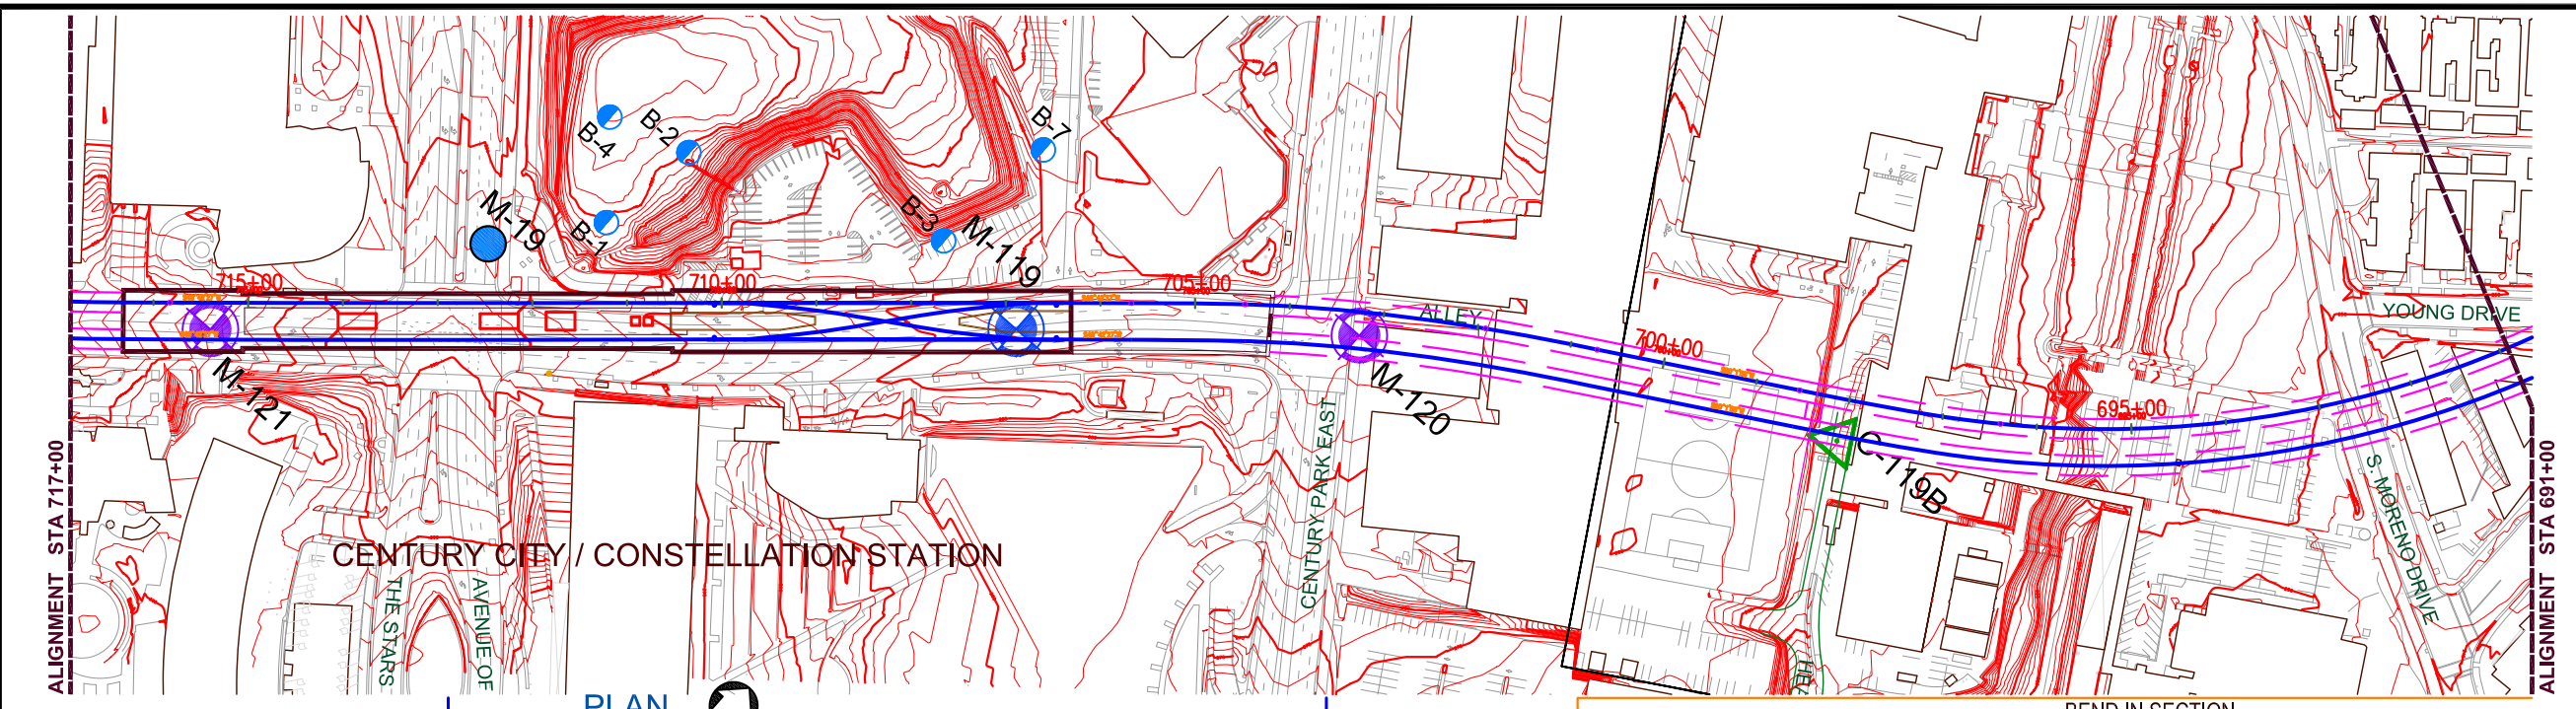 B-4
B-2
B-7
M-19
B-1
B-3
M-119
715+00
710+00
705+00
ALLEY
YOUNG DRIVE
700+00
M-121
M-120
695+00
C-119B
ALIGNMENT STA 717+00
CENTURY PARK EAST
S. MORENO DRIVE
ALIGNMENT STA 691+00
CENTURY CITY / CONSTELLATION STATION
THE STARS
AVENUE OF
PLAN
BEND IN SECTION